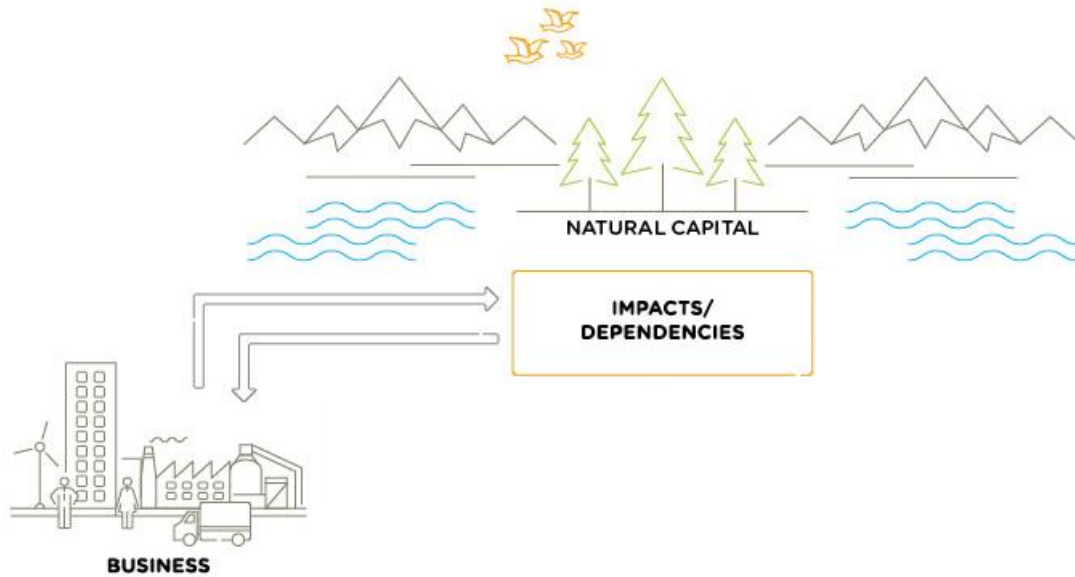 NATURAL CAPITAL
IMPACTS/
DEPENDENCIES
BUSINESS